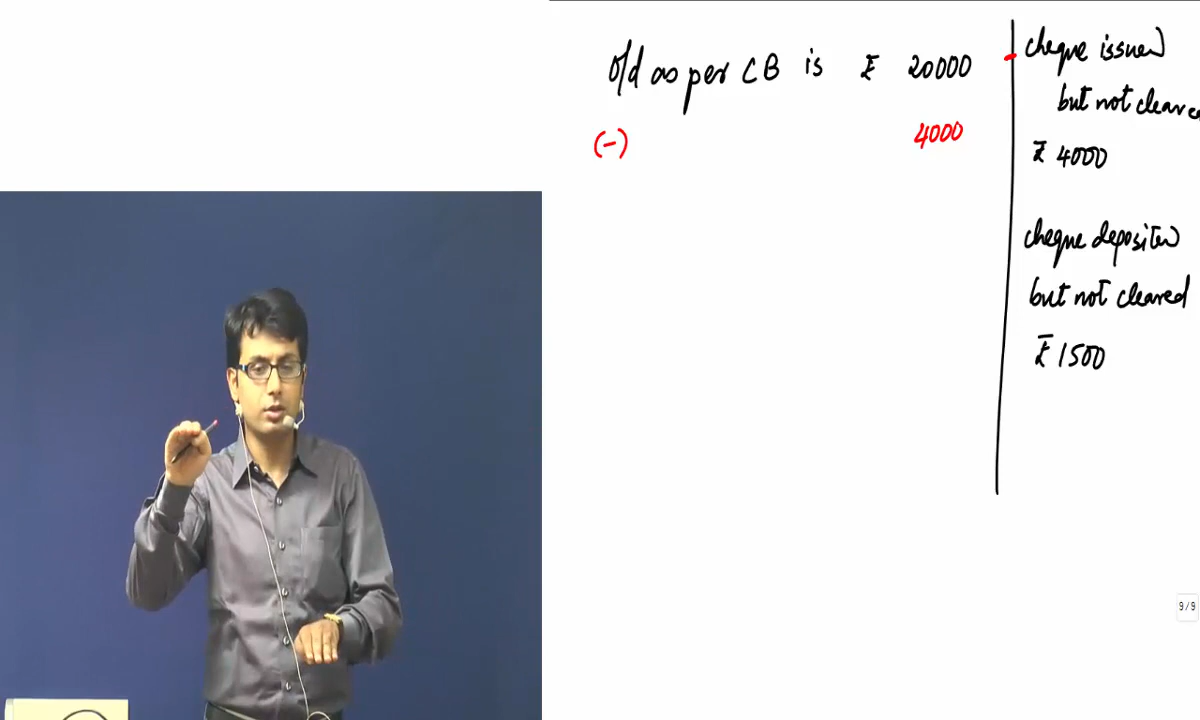 o/d as per CB is ₹ 20000
(-) 4000
cheque issued
but not cleared
₹ 4000
cheque deposited
but not cleared
₹ 1500
9/9